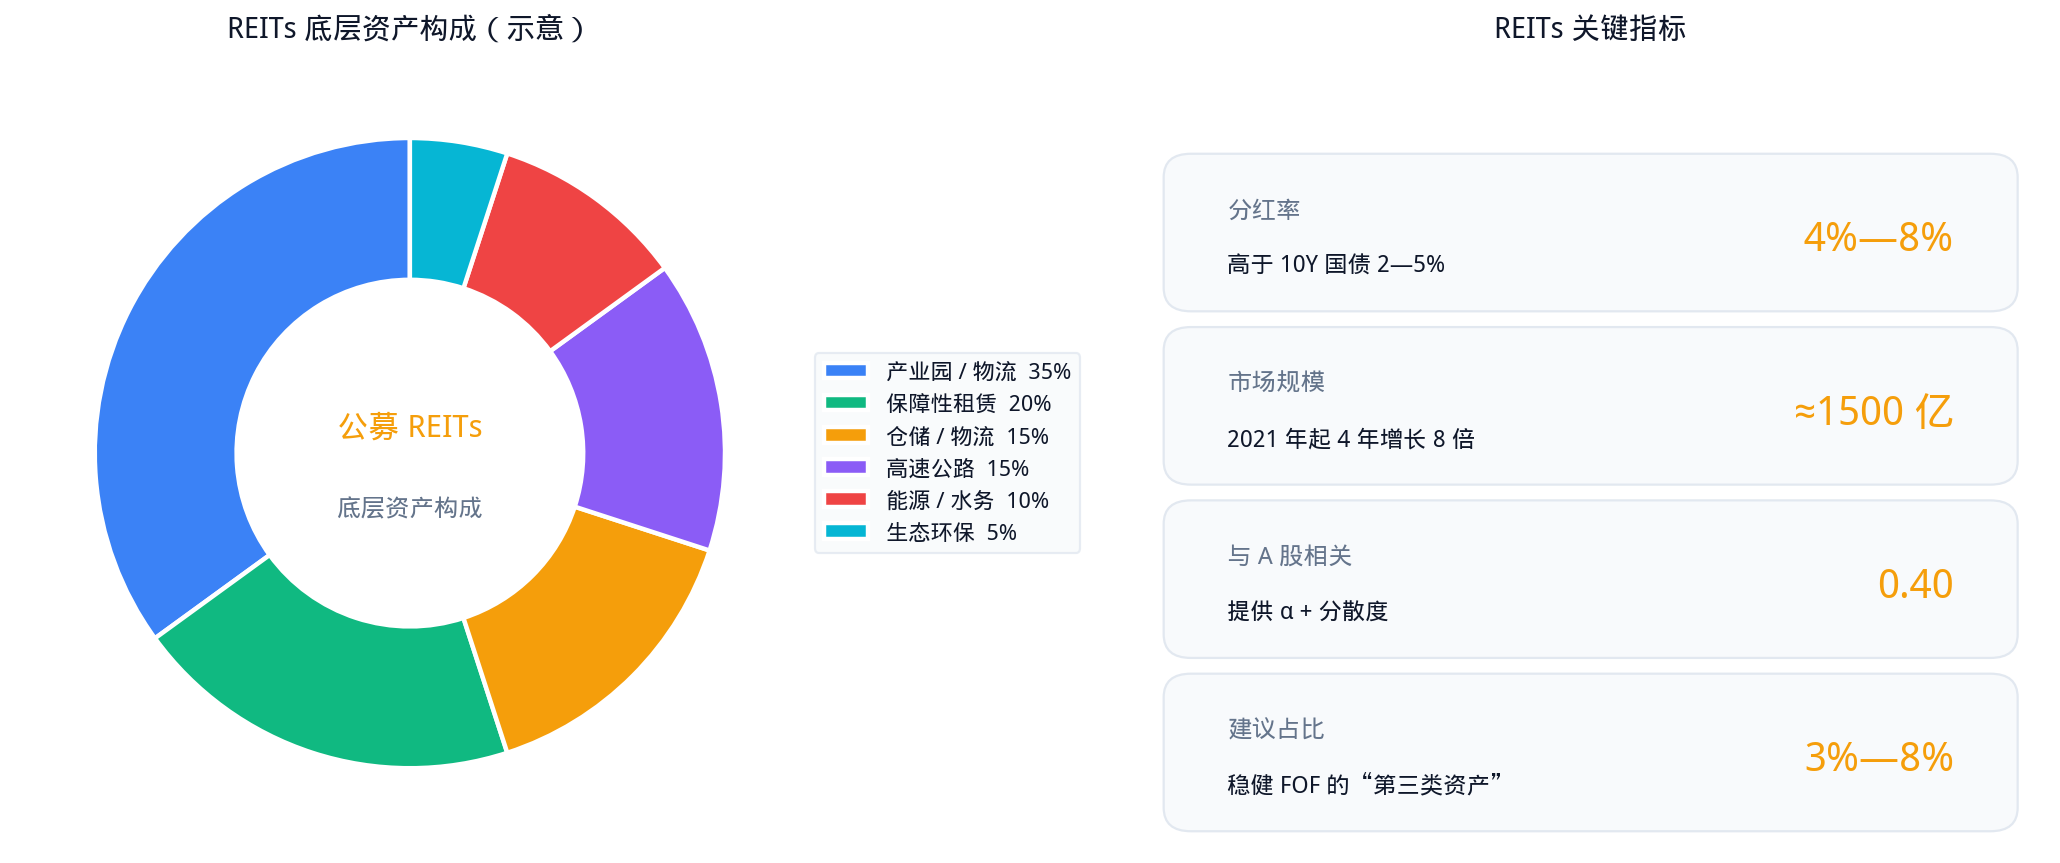 REITs 底层资产构成（示意）
公募 REITs
底层资产构成
产业园 / 物流 35%
保障性租赁 20%
仓储 / 物流 15%
高速公路 15%
能源 / 水务 10%
生态环保 5%
REITs 关键指标
分红率
高于 10Y 国债 2—5%
4%—8%
市场规模
2021 年起 4 年增长 8 倍
≈1500 亿
与 A 股相关
提供 α + 分散度
0.40
建议占比
稳健 FOF 的“第三类资产”
3%—8%